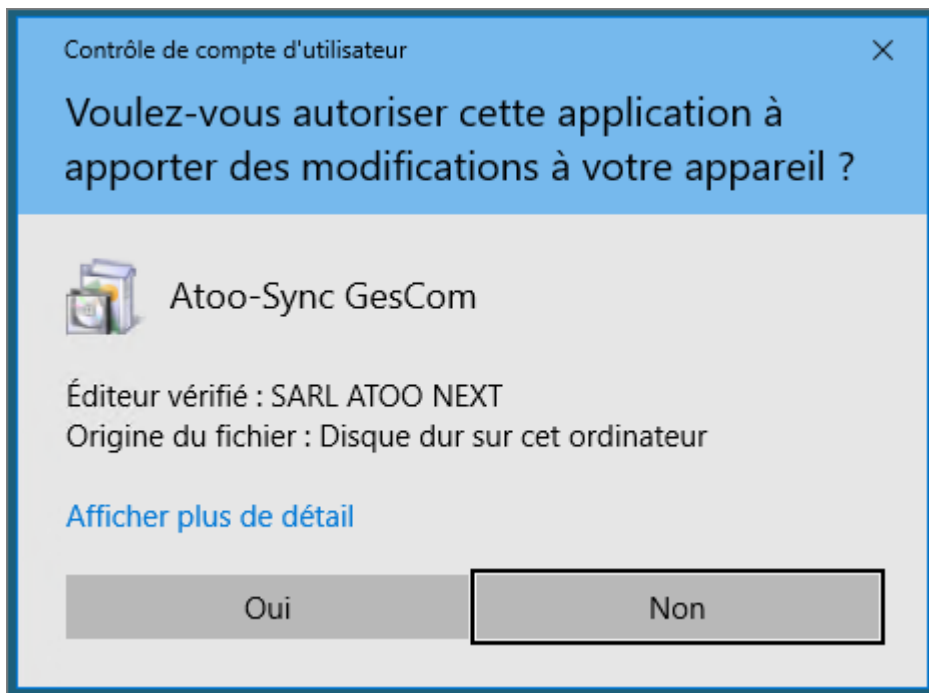 Contrôle de compte d'utilisateur
Voulez-vous autoriser cette application à
apporter des modifications à votre appareil ?
Atoo-Sync GesCom
Éditeur vérifié : SARL ATOO NEXT
Origine du fichier : Disque dur sur cet ordinateur
Afficher plus de détail
Oui
Non